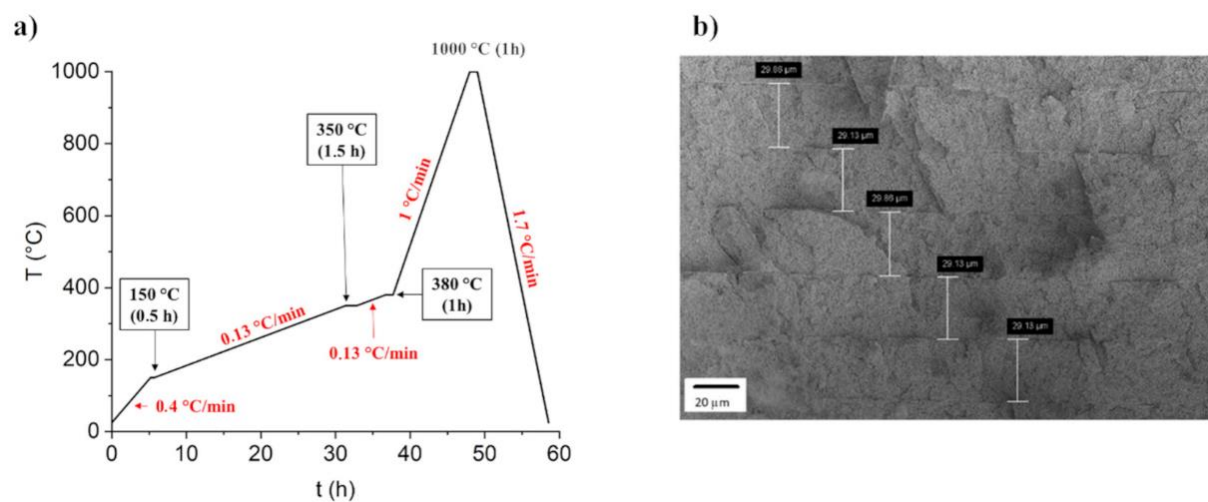 a)
1000 °C (1h)
1000
350 °C
(1.5 h)
800
1 °C/min
1.7 °C/min
600
T (°C)
400
150 °C
(0.5 h)
380 °C
(1h)
0.13 °C/min
200
0.13 °C/min
0.4 °C/min
0
0 10 20 30 40 50 60
t (h)
b)
29.86 µm
29.13 µm
29.86 µm
29.13 µm
29.13 µm
20 µm